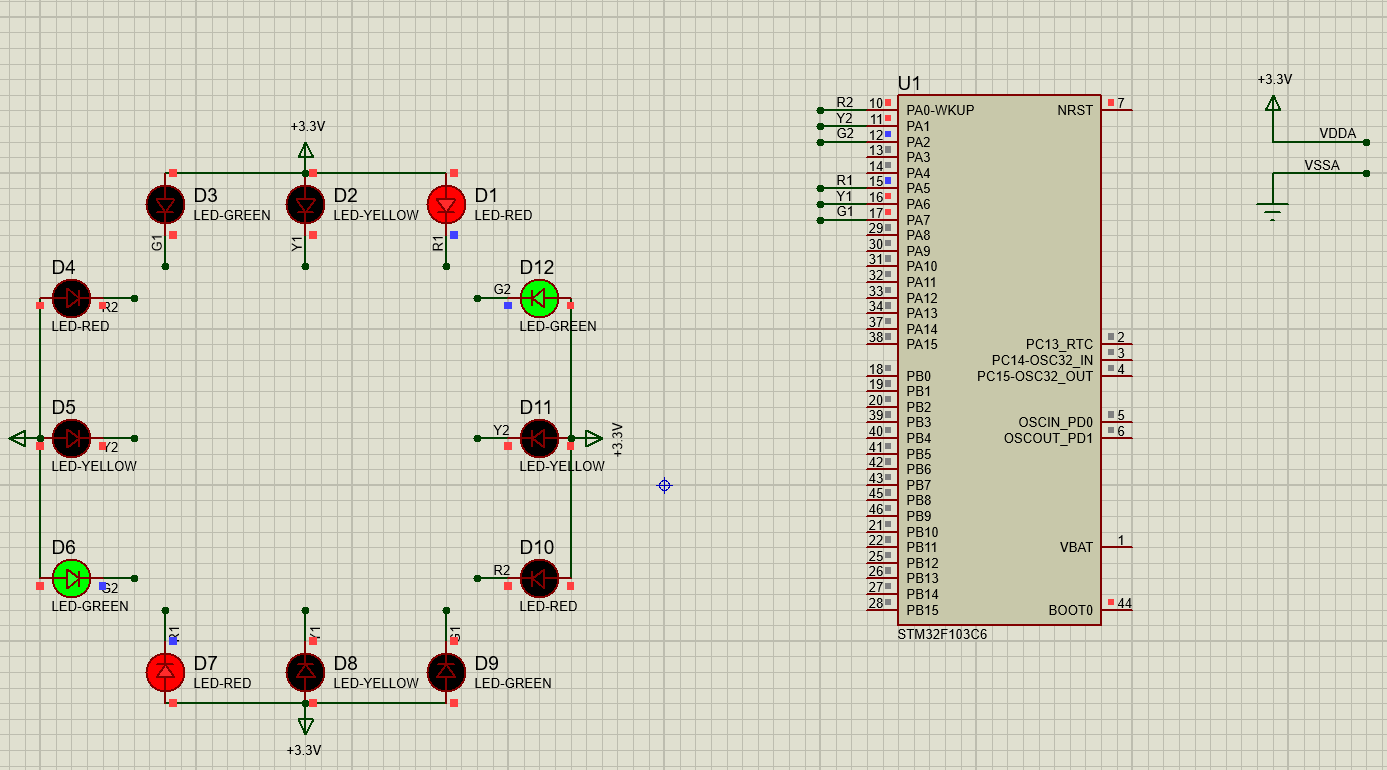 +3.3V
D3
LED-GREEN
G1
D2
LED-YELLOW
Y1
D1
LED-RED
R1
D4
R2
LED-RED
D5
Y2
LED-YELLOW
D6
G2
LED-GREEN
D12
G2
LED-GREEN
D11
Y2
LED-YELLOW
+3.3V
D10
R2
LED-RED
R1
D7
LED-RED
Y1
D8
LED-YELLOW
G1
D9
LED-GREEN
+3.3V
U1
R2 10 PA0-WKUP
Y2 11 PA1
G2 12 PA2
13 PA3
14 PA4
R1 15 PA5
Y1 16 PA6
G1 17 PA7
29 PA8
30 PA9
31 PA10
32 PA11
33 PA12
34 PA13
37 PA14
38 PA15
18 PB0
19 PB1
20 PB2
39 PB3
40 PB4
41 PB5
42 PB6
43 PB7
45 PB8
46 PB9
21 PB10
22 PB11
25 PB12
26 PB13
27 PB14
28 PB15
NRST 7
PC13_RTC 2
PC14-OSC32_IN 3
PC15-OSC32_OUT 4
OSCIN_PD0 5
OSCOUT_PD1 6
VBAT 1
BOOT0 44
STM32F103C6
+3.3V
VDDA
VSSA